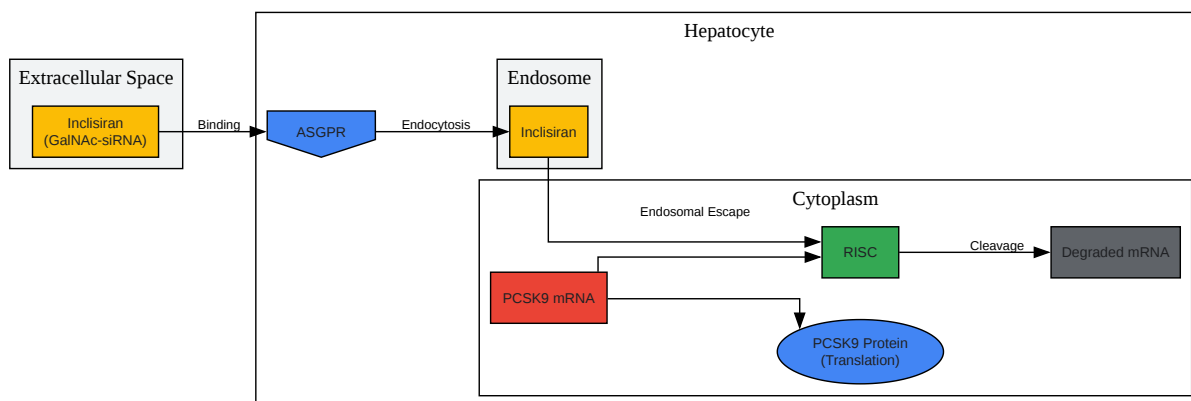 Hepatocyte
Extracellular Space
Endosome
Inclisiran
(GalNAc-siRNA)
Binding
ASGPR
Endocytosis
Inclisiran
Cytoplasm
Endosomal Escape
RISC
Cleavage
Degraded mRNA
PCSK9 mRNA
PCSK9 Protein
(Translation)